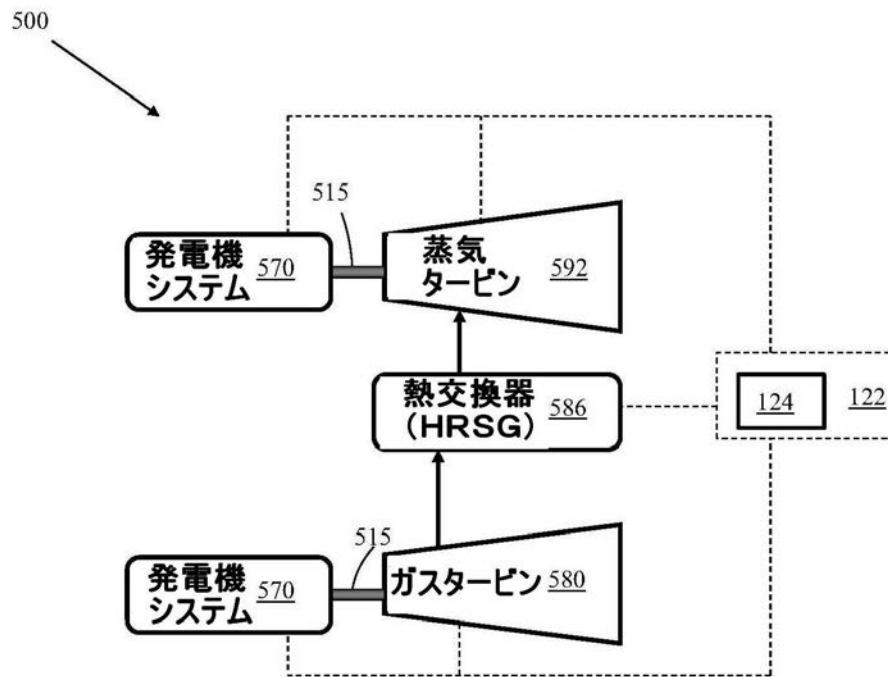 500
515
発電機
システム 570
蒸気
タービン 592
熱交換器
(HRSG) 586
124 122
515
発電機
システム 570
ガスタービン 580